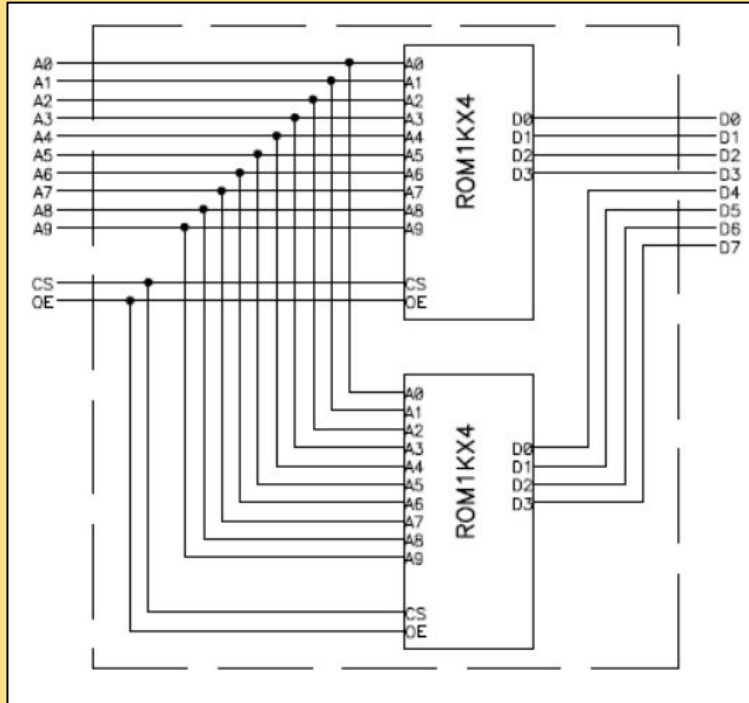 A0
A1
A2
A3
A4
A5
A6
A7
A8
A9
CS
OE
A0
A1
A2
A3
A4
A5
A6
A7
A8
A9
CS
OE
ROM1KX4
D0
D1
D2
D3
D0
D1
D2
D3
D4
D5
D6
D7
A0
A1
A2
A3
A4
A5
A6
A7
A8
A9
CS
OE
ROM1KX4
D0
D1
D2
D3